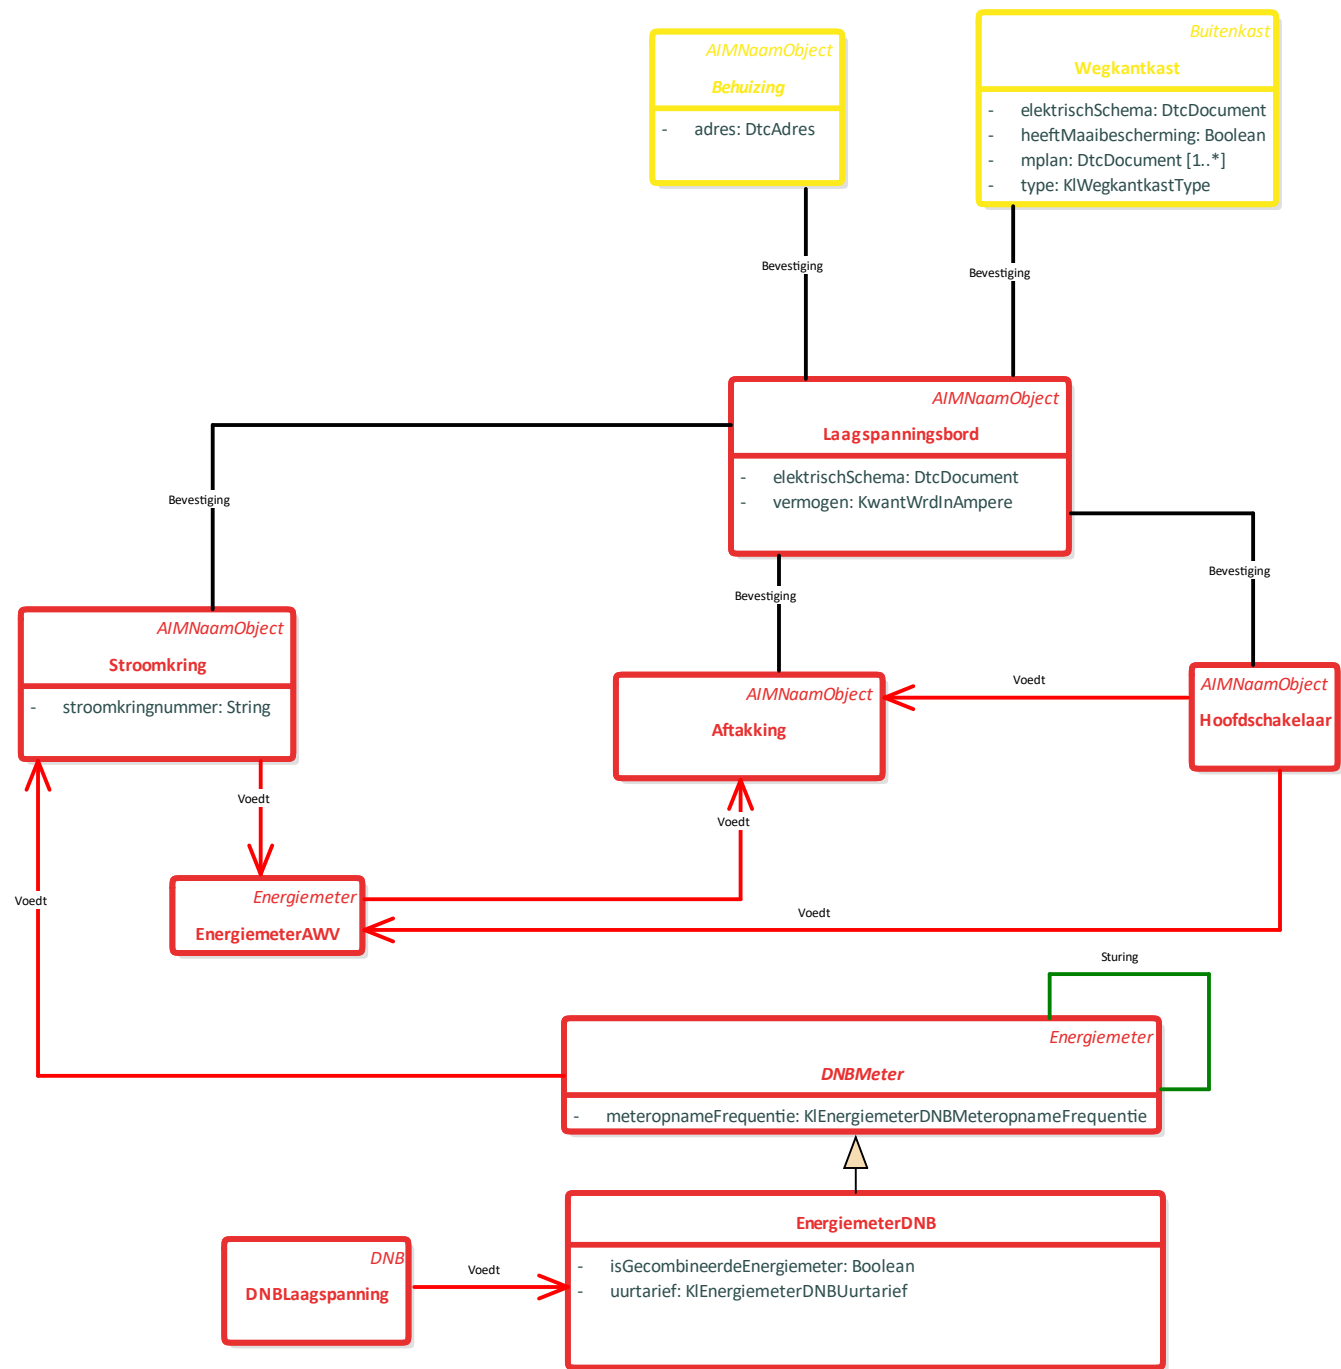 AIMNaamObject
Behuizing
- adres: DtcAdres
Buitenkast
Wegkantkast
- elektrischSchema: DtcDocument
- heeftMaaibescherming: Boolean
- mplan: DtcDocument [1..*]
- type: KlWegkantkastType
Bevestiging
Bevestiging
AIMNaamObject
Laagspanningsbord
- elektrischSchema: DtcDocument
- vermogen: KwantWrdInAmpere
Bevestiging
Bevestiging
Bevestiging
AIMNaamObject
Stroomkring
- stroomkringnummer: String
AIMNaamObject
Aftakking
Voedt
AIMNaamObject
Hoofdschakelaar
Voedt
Voedt
Voedt
Energiemeter
EnergiemeterAWV
Voedt
Sturing
Energiemeter
DNBMeter
- meteropnameFrequentie: KlEnergiemeterDNBMeteropnameFrequentie
EnergiemeterDNB
- isGecombineerdeEnergiemeter: Boolean
- uurtarief: KlEnergiemeterDNBUurtarief
DNB
DNBLaagspanning
Voedt